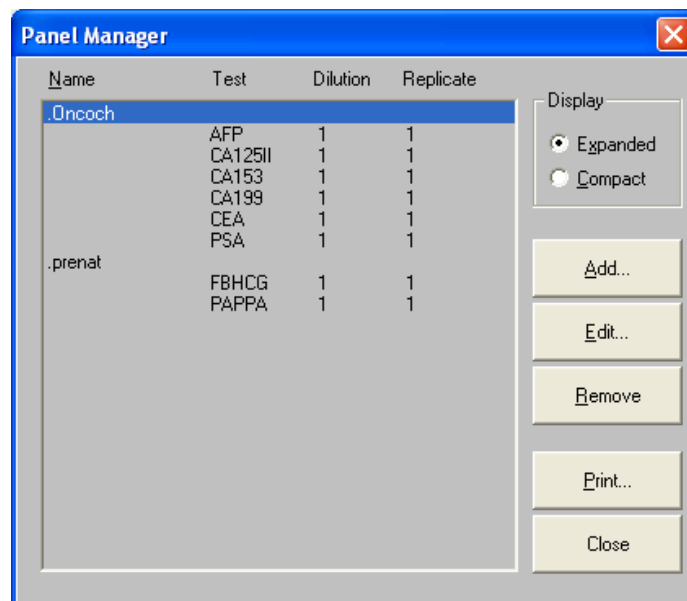 Panel Manager
Name Test Dilution Replicate
.Oncoch
AFP 1 1
CA125II 1 1
CA153 1 1
CA199 1 1
CEA 1 1
PSA 1 1
.prenat
FBHCG 1 1
PAPPA 1 1
Display
Expanded
Compact
Add...
Edit...
Remove
Print...
Close